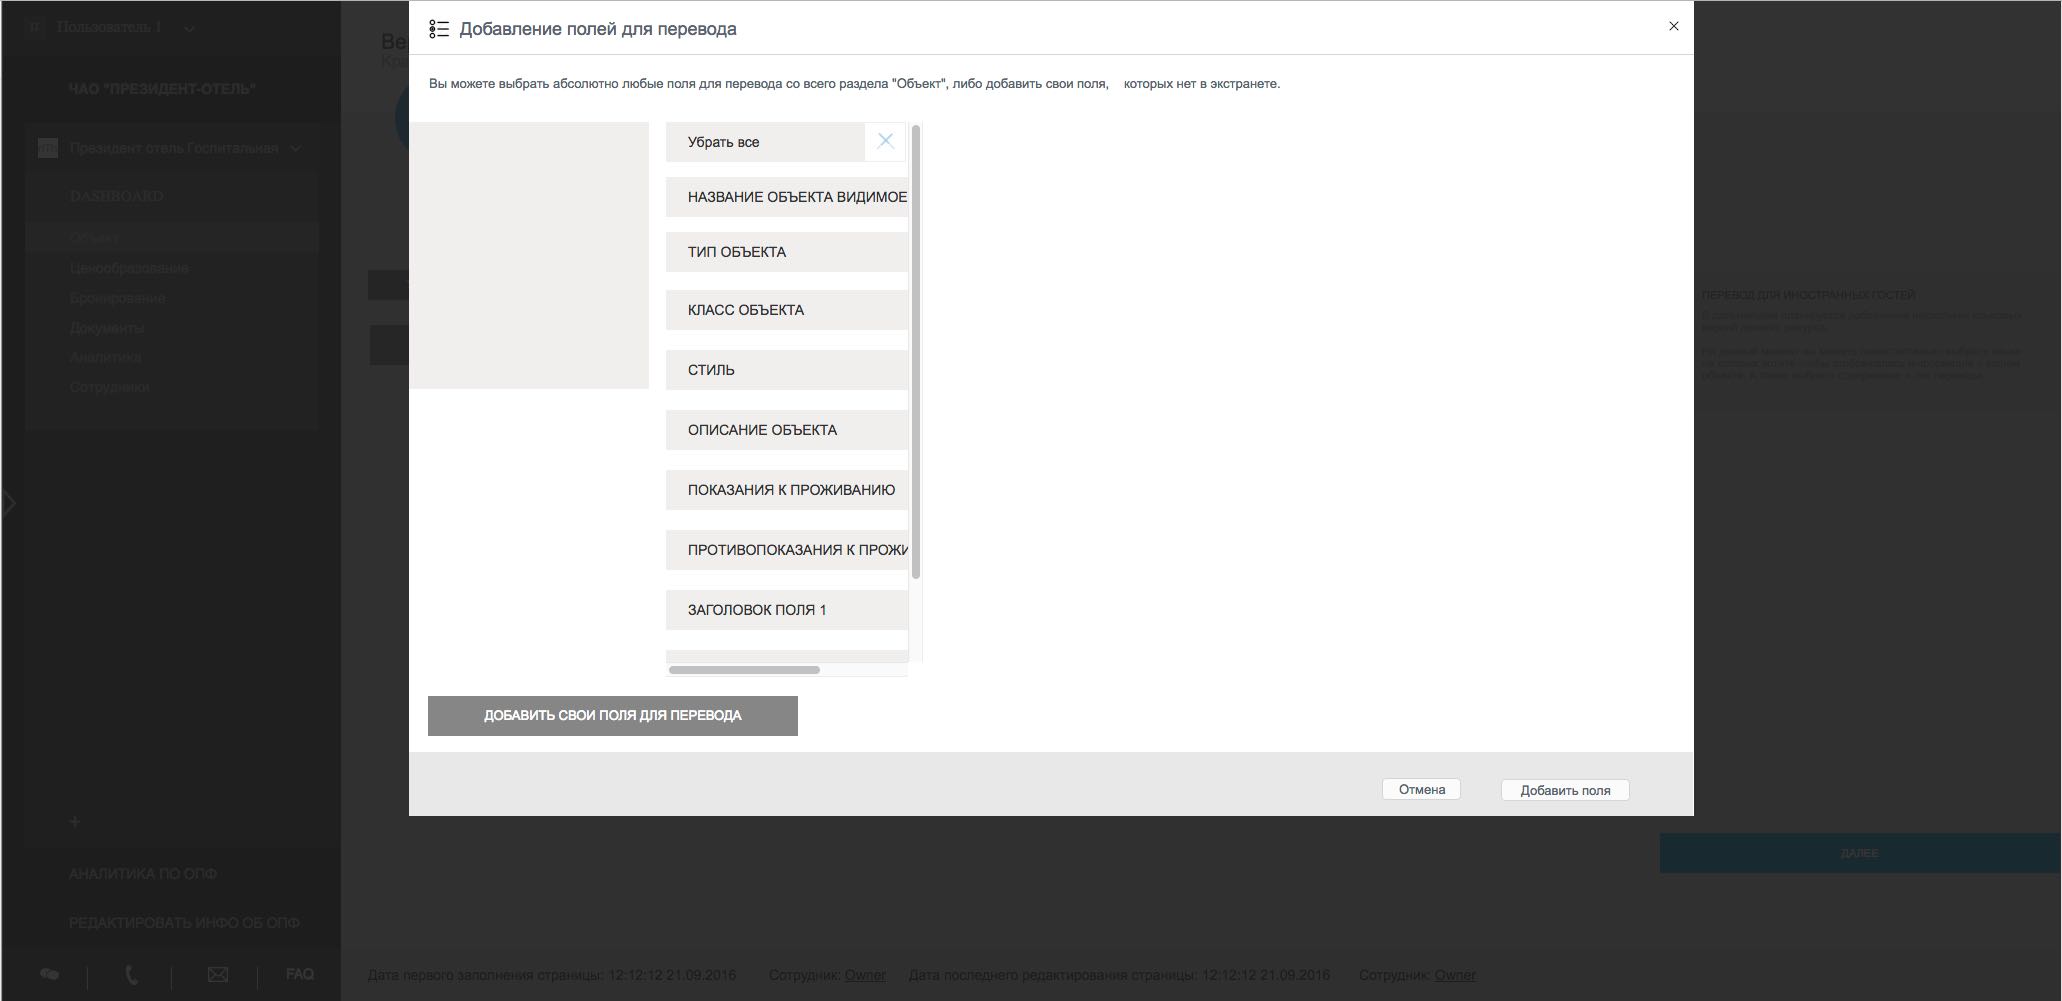 Пользователь 1
ЧАО "ПРЕЗИДЕНТ-ОТЕЛЬ"
Президент отель Госпитальная
DASHBOARD
Объект
Ценообразование
Бронирование
Документы
Аналитика
Сотрудники
+
АНАЛИТИКА ПО ОПФ
РЕДАКТИРОВАТЬ ИНФО ОБ ОПФ
FAQ
Добавление полей для перевода
Вы можете выбрать абсолютно любые поля для перевода со всего раздела "Объект", либо добавить свои поля, которых нет в экстранете.
Убрать все
НАЗВАНИЕ ОБЪЕКТА ВИДИМОЕ
ТИП ОБЪЕКТА
КЛАСС ОБЪЕКТА
СТИЛЬ
ОПИСАНИЕ ОБЪЕКТА
ПОКАЗАНИЯ К ПРОЖИВАНИЮ
ПРОТИВОПОКАЗАНИЯ К ПРОЖИ
ЗАГОЛОВОК ПОЛЯ 1
ДОБАВИТЬ СВОИ ПОЛЯ ДЛЯ ПЕРЕВОДА
Отмена
Добавить поля
ПЕРЕВОД ДЛЯ ИНОСТРАННЫХ ГОСТЕЙ
ДАЛЕЕ
Дата первого заполнения страницы: 12:12:12 21.09.2016 Сотрудник: Owner Дата последнего редактирования страницы: 12:12:12 21.09.2016 Сотрудник: Owner